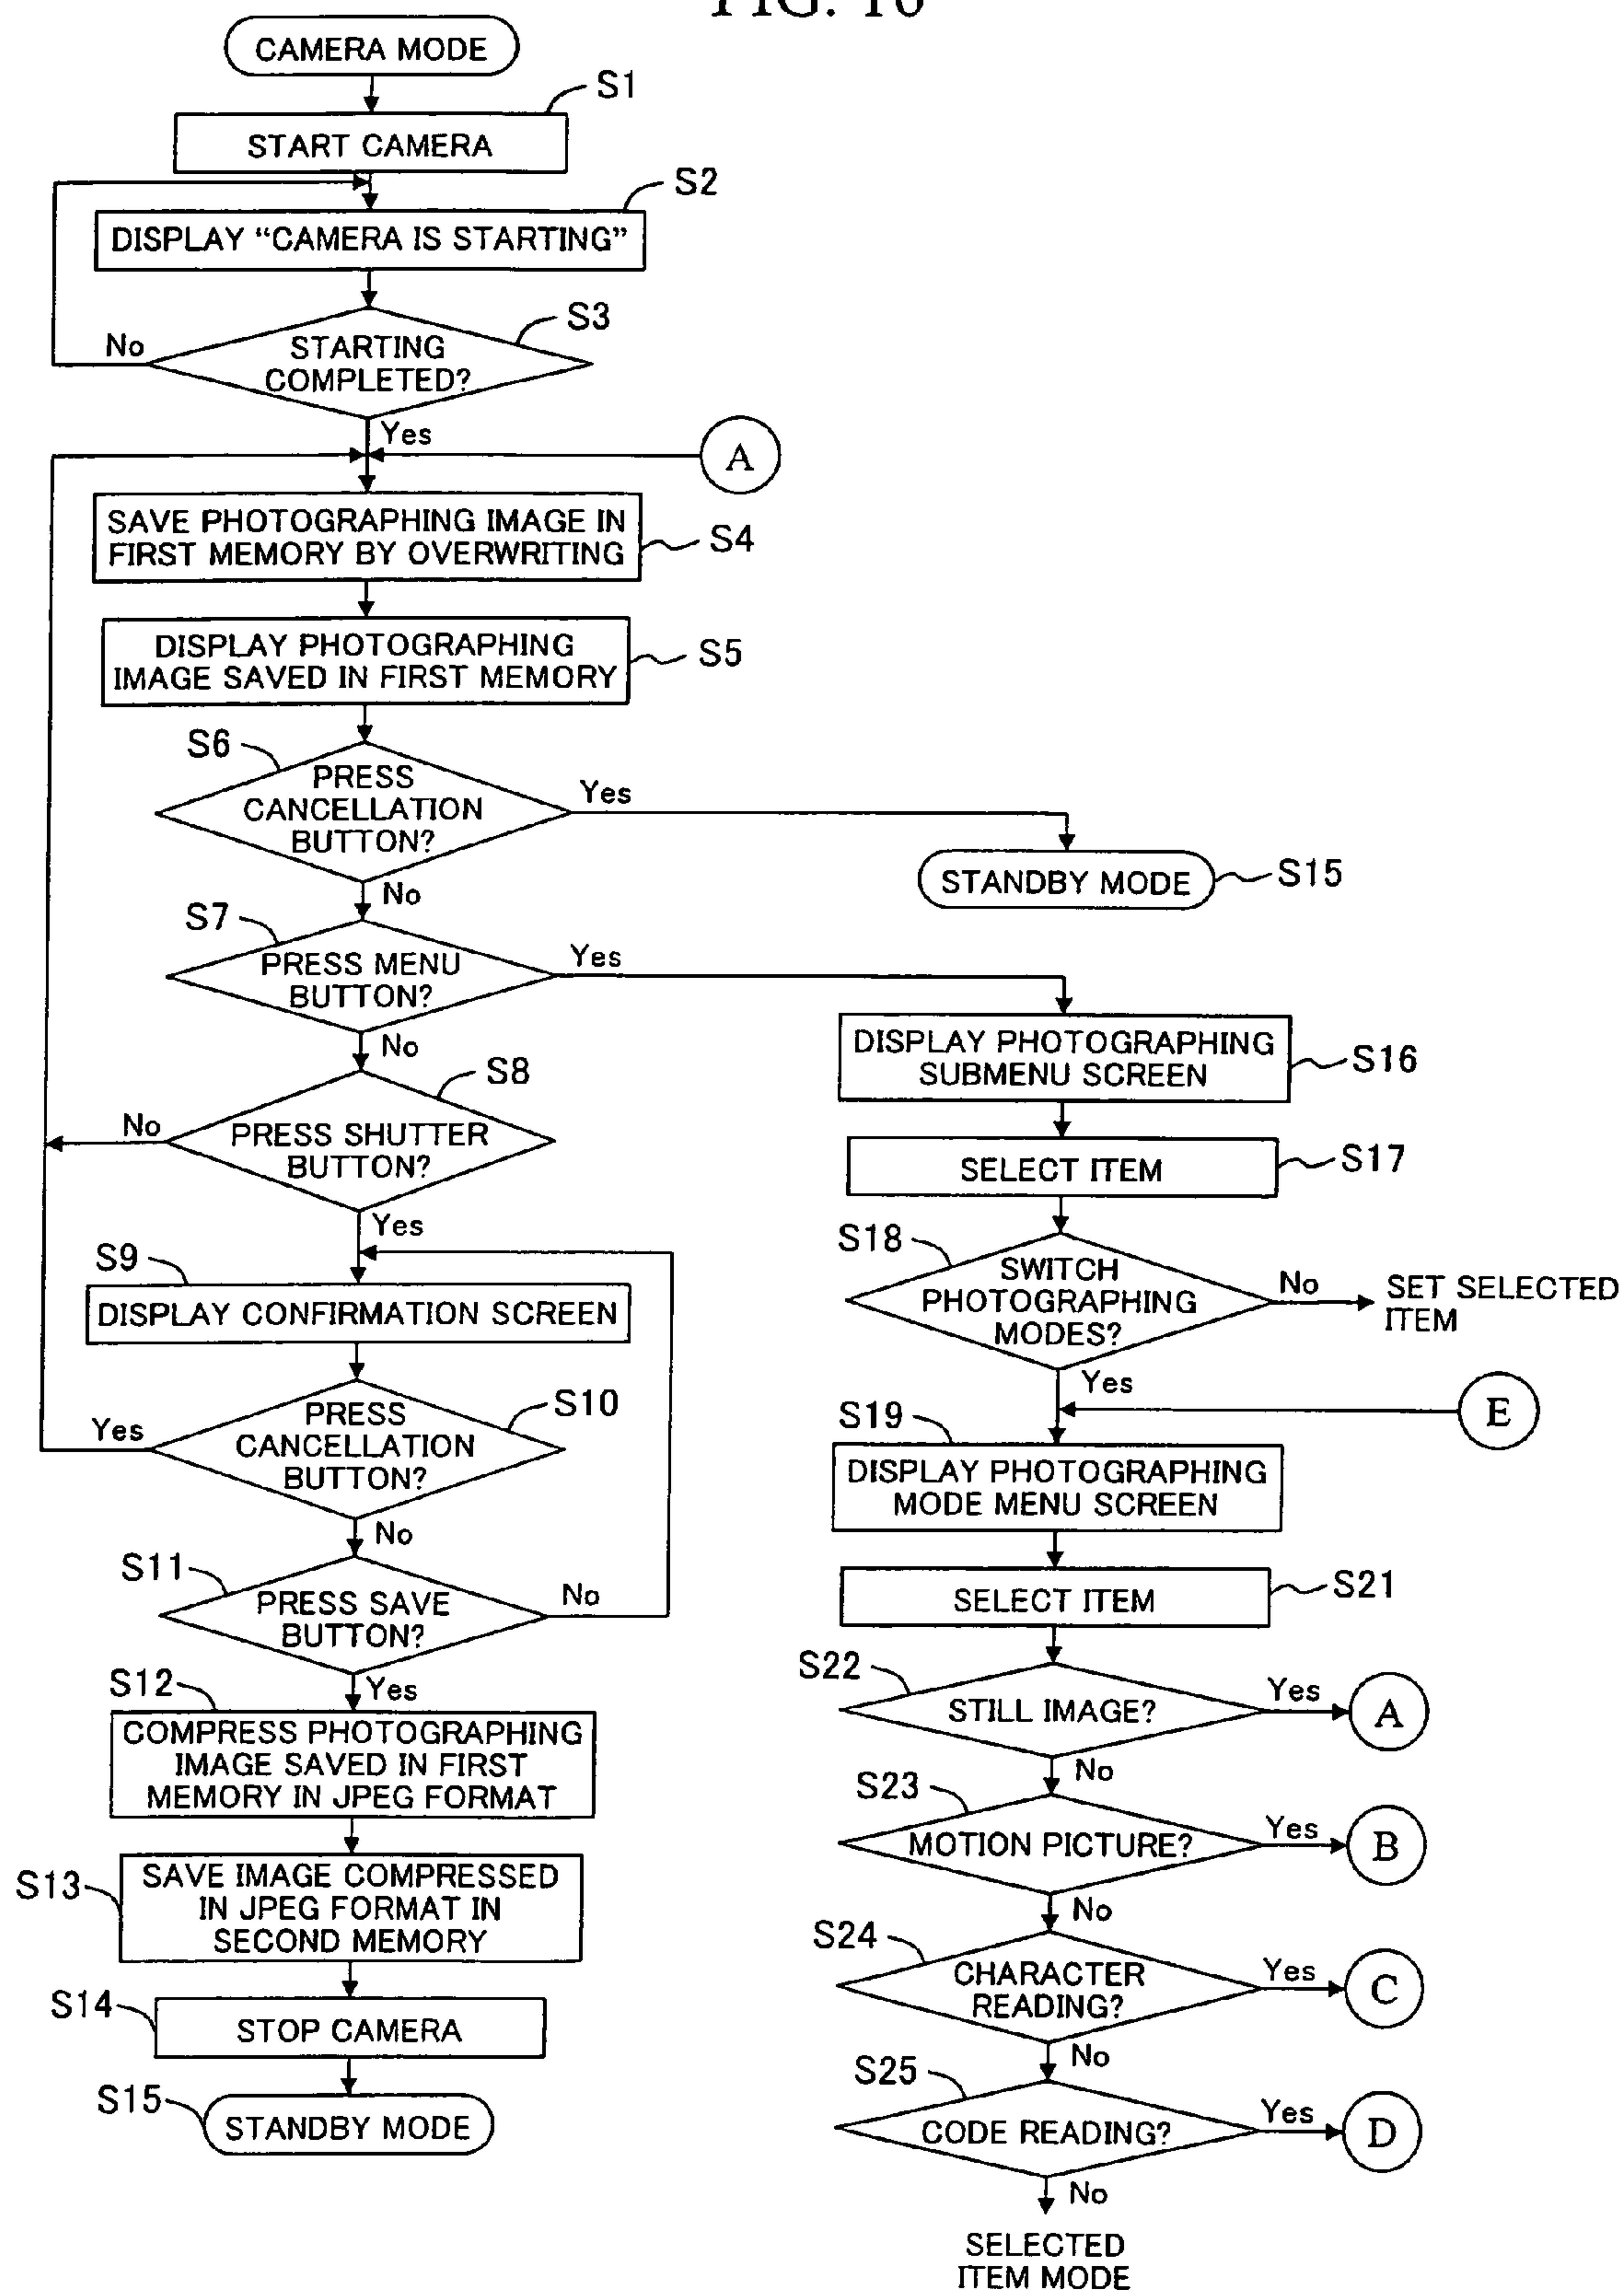 FIG.
CAMERA MODE
S1
START CAMERA
S2
DISPLAY “CAMERA IS STARTING”
S3
No
STARTING
COMPLETED?
Yes
A
SAVE PHOTOGRAPHING IMAGE IN
FIRST MEMORY BY OVERWRITING
S4
DISPLAY PHOTOGRAPHING
IMAGE SAVED IN FIRST MEMORY
S5
S6
PRESS
CANCELLATION
BUTTON?
Yes
STANDBY MODE
S15
No
S7
PRESS MENU
BUTTON?
Yes
No
S8
No
PRESS SHUTTER
BUTTON?
Yes
S9
DISPLAY CONFIRMATION SCREEN
S10
Yes
PRESS
CANCELLATION
BUTTON?
No
S11
PRESS SAVE
BUTTON?
No
Yes
S12
COMPRESS PHOTOGRAPHING
IMAGE SAVED IN FIRST
MEMORY IN JPEG FORMAT
S13
SAVE IMAGE COMPRESSED
IN JPEG FORMAT IN
SECOND MEMORY
S14
STOP CAMERA
S15
STANDBY MODE
DISPLAY PHOTOGRAPHING
SUBMENU SCREEN
S16
SELECT ITEM
S17
S18
SWITCH
PHOTOGRAPHING
MODES?
No
SET SELECTED
ITEM
Yes
E
S19
DISPLAY PHOTOGRAPHING
MODE MENU SCREEN
SELECT ITEM
S21
S22
STILL IMAGE?
Yes
A
No
S23
MOTION PICTURE?
Yes
B
No
S24
CHARACTER
READING?
Yes
C
No
S25
CODE READING?
Yes
D
No
SELECTED
ITEM MODE